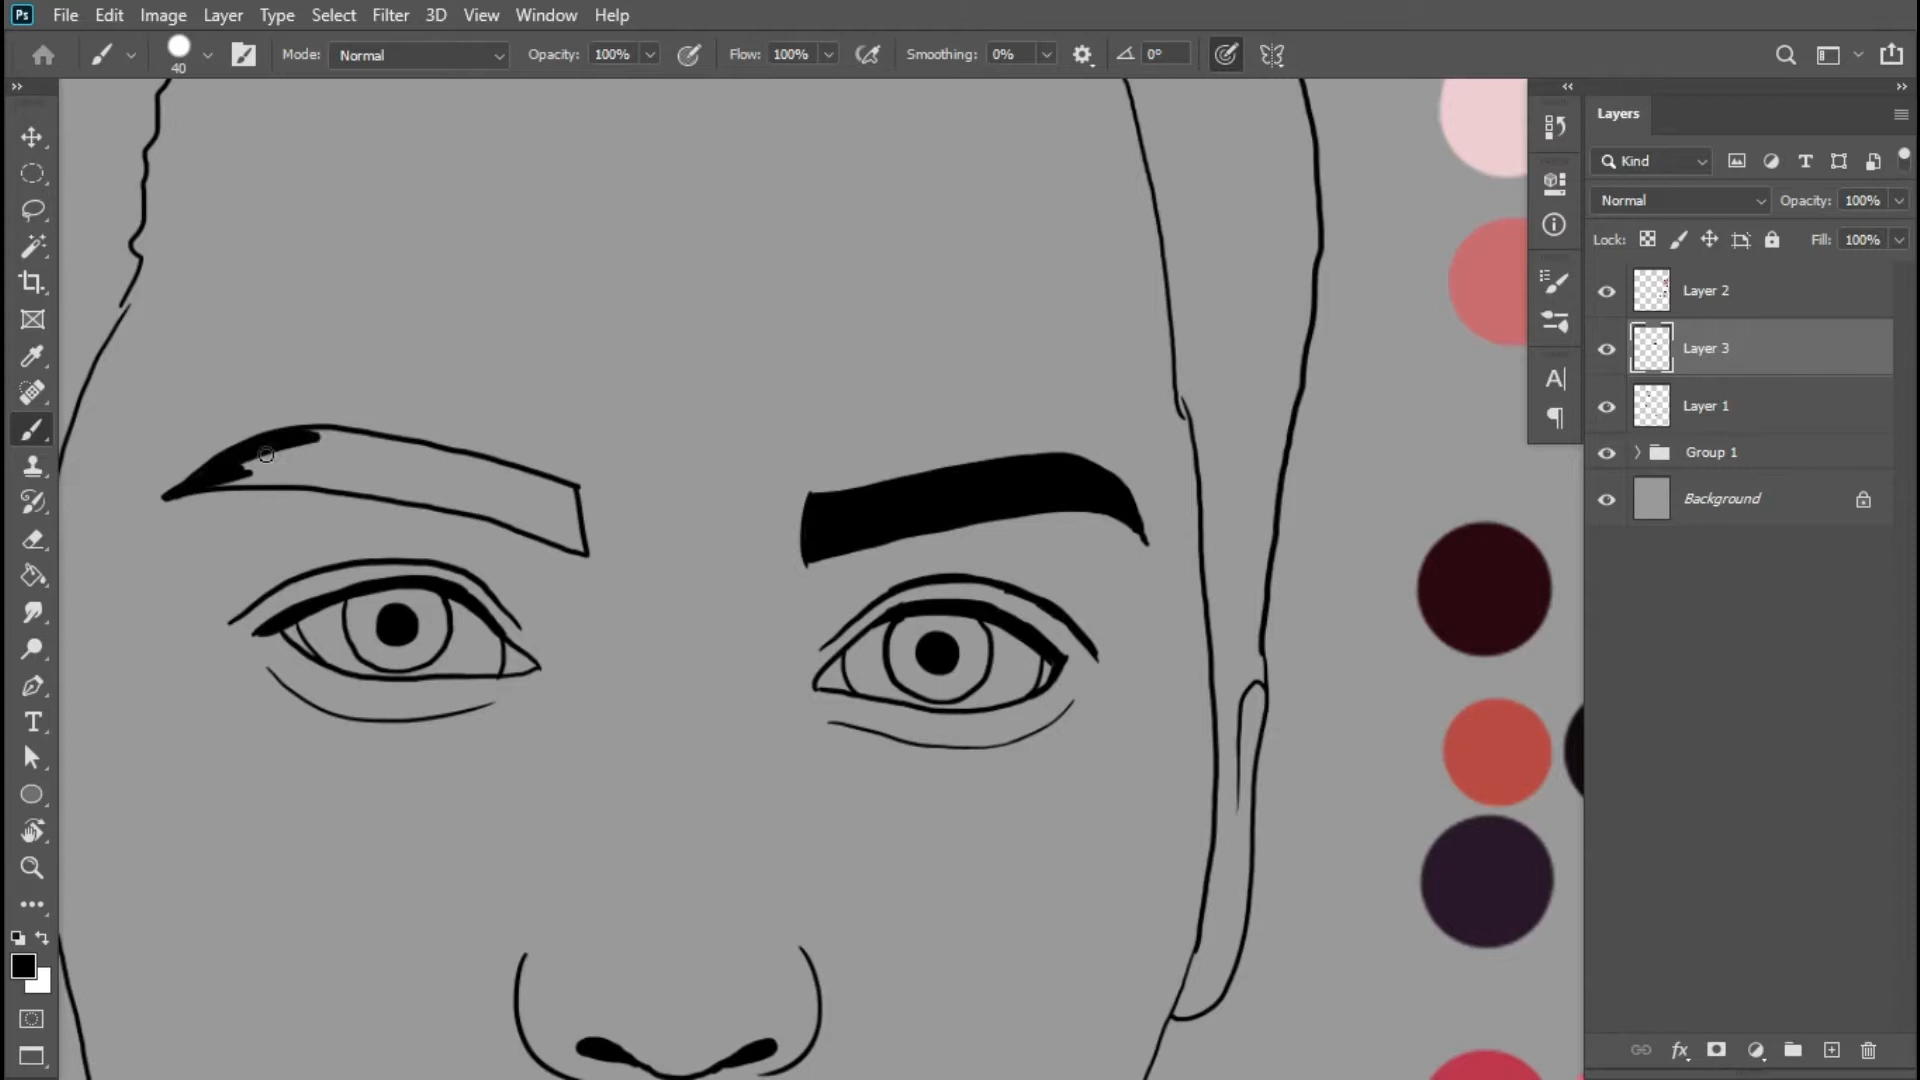 Ps File Edit Image Layer Type Select Filter 3D View Window Help
40 Mode: Normal Opacity: 100% Flow: 100% Smoothing: 0% 0°
Layers
Kind
Normal Opacity: 100%
Lock: Fill: 100%
Layer 2
Layer 3
Layer 1
Group 1
Background
fx